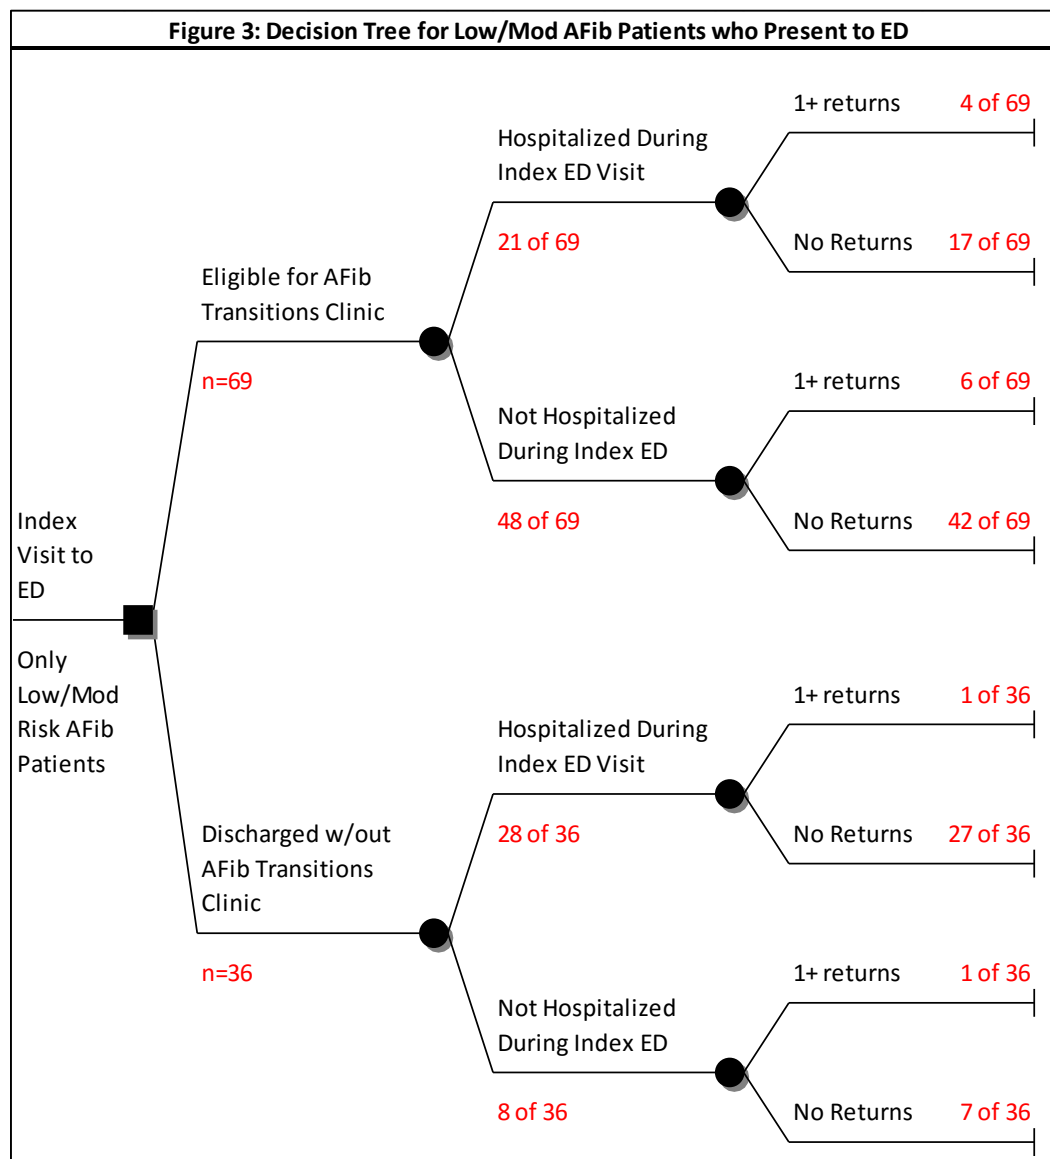 Figure 3: Decision Tree for Low/Mod AFib Patients who Present to ED
1+ returns 4 of 69
Hospitalized During
Index ED Visit
21 of 69
No Returns 17 of 69
Eligible for AFib
Transitions Clinic
n=69
1+ returns 6 of 69
Not Hospitalized
During Index ED
48 of 69
No Returns 42 of 69
Index
Visit to
ED
Only
Low/Mod
Risk AFib
Patients
1+ returns 1 of 36
Hospitalized During
Index ED Visit
28 of 36
No Returns 27 of 36
Discharged w/out
AFib Transitions
Clinic
n=36
1+ returns 1 of 36
Not Hospitalized
During Index ED
8 of 36
No Returns 7 of 36